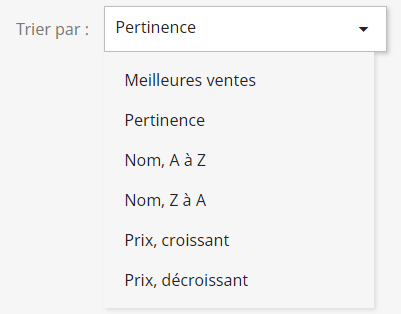 Trier par : Pertinence
Meilleures ventes
Pertinence
Nom, A à Z
Nom, Z à A
Prix, croissant
Prix, décroissant